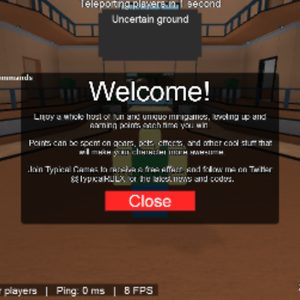 Teleporting players in 1 second
Uncertain ground
ommands
Welcome!
Enjoy a whole host of fun and unique minigames, leveling up and
earning points each time you win.
Points can be spent on gears, pets, effects, and other cool stuff that
will make your character more awesome.
Join Typical Games to receive a free effect, and follow me on Twitter
@TypicalRBLX for the latest news and codes.
Close
players | Ping: 0 ms | 8 FPS